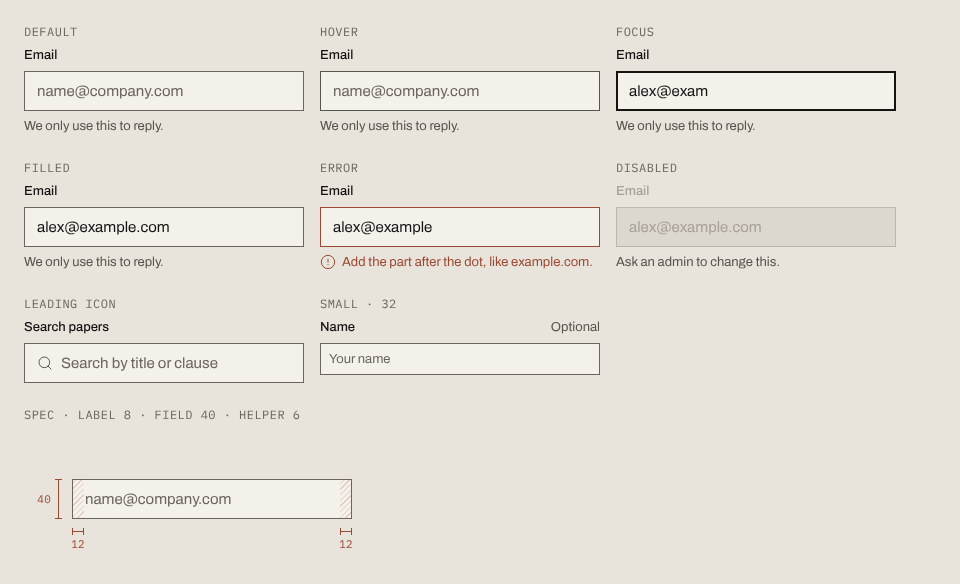 DEFAULT
Email
name@company.com
We only use this to reply.
HOVER
Email
name@company.com
We only use this to reply.
FOCUS
Email
alex@exam
We only use this to reply.
FILLED
Email
alex@example.com
We only use this to reply.
ERROR
Email
alex@example
Add the part after the dot, like example.com.
DISABLED
Email
alex@example.com
Ask an admin to change this.
LEADING ICON
Search papers
Search by title or clause
SMALL · 32
Name Optional
Your name
SPEC · LABEL 8 · FIELD 40 · HELPER 6
40 name@company.com
12 12